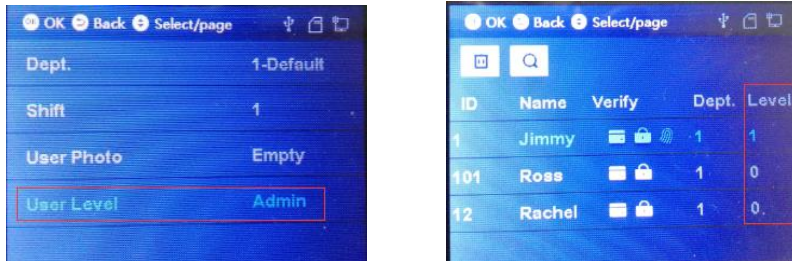 OK Back Select/page
Dept. 1-Default
Shift 1
User Photo Empty
User Level Admin
OK Back Select/page
ID Name Verify Dept. Level
1 Jimmy 1 1
101 Ross 1 0
12 Rachel 1 0